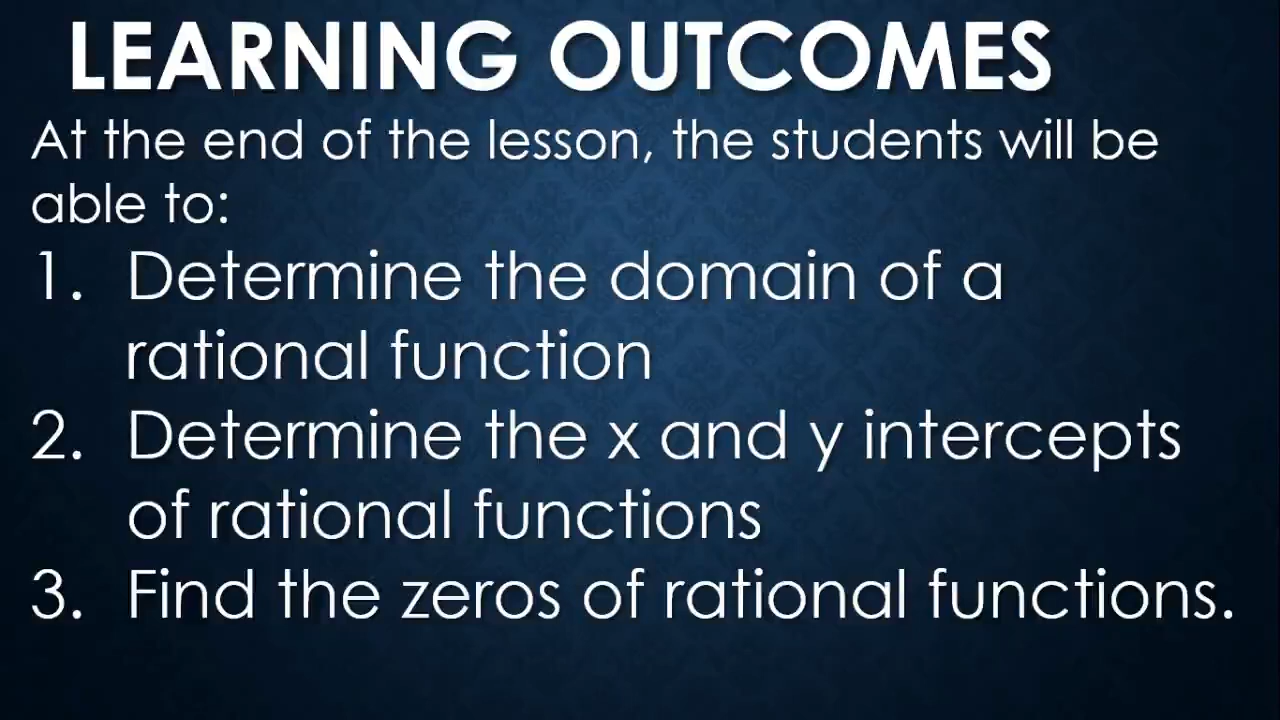 LEARNING OUTCOMES
At the end of the lesson, the students will be
able to:
1. Determine the domain of a
rational function
2. Determine the x and y intercepts
of rational functions
3. Find the zeros of rational functions.